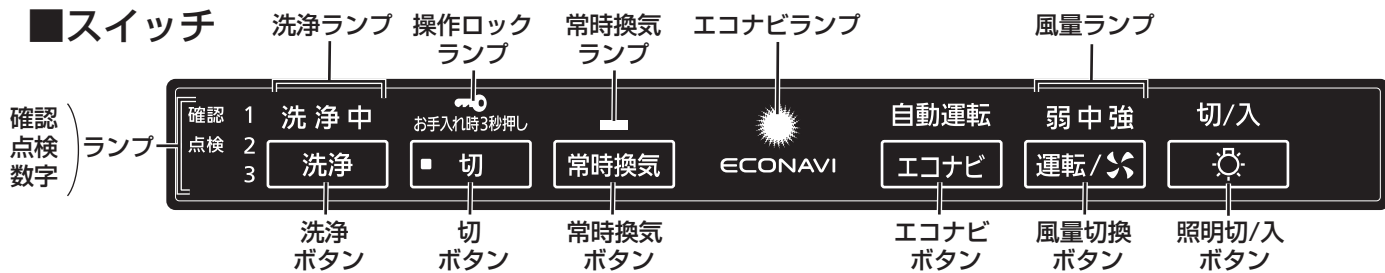 ■スイッチ
洗浄ランプ
操作ロック
ランプ
常時換気
ランプ
エコナビランプ
風量ランプ
確認
点検
数字
ランプ
確認 1
点検 2
3
洗浄中
洗浄
お手入れ時3秒押し
切
常時換気
ECONAVI
自動運転
エコナビ
弱中強
運転/
切/入
洗浄
ボタン
切
ボタン
常時換気
ボタン
エコナビ
ボタン
風量切換
ボタン
照明切/入
ボタン